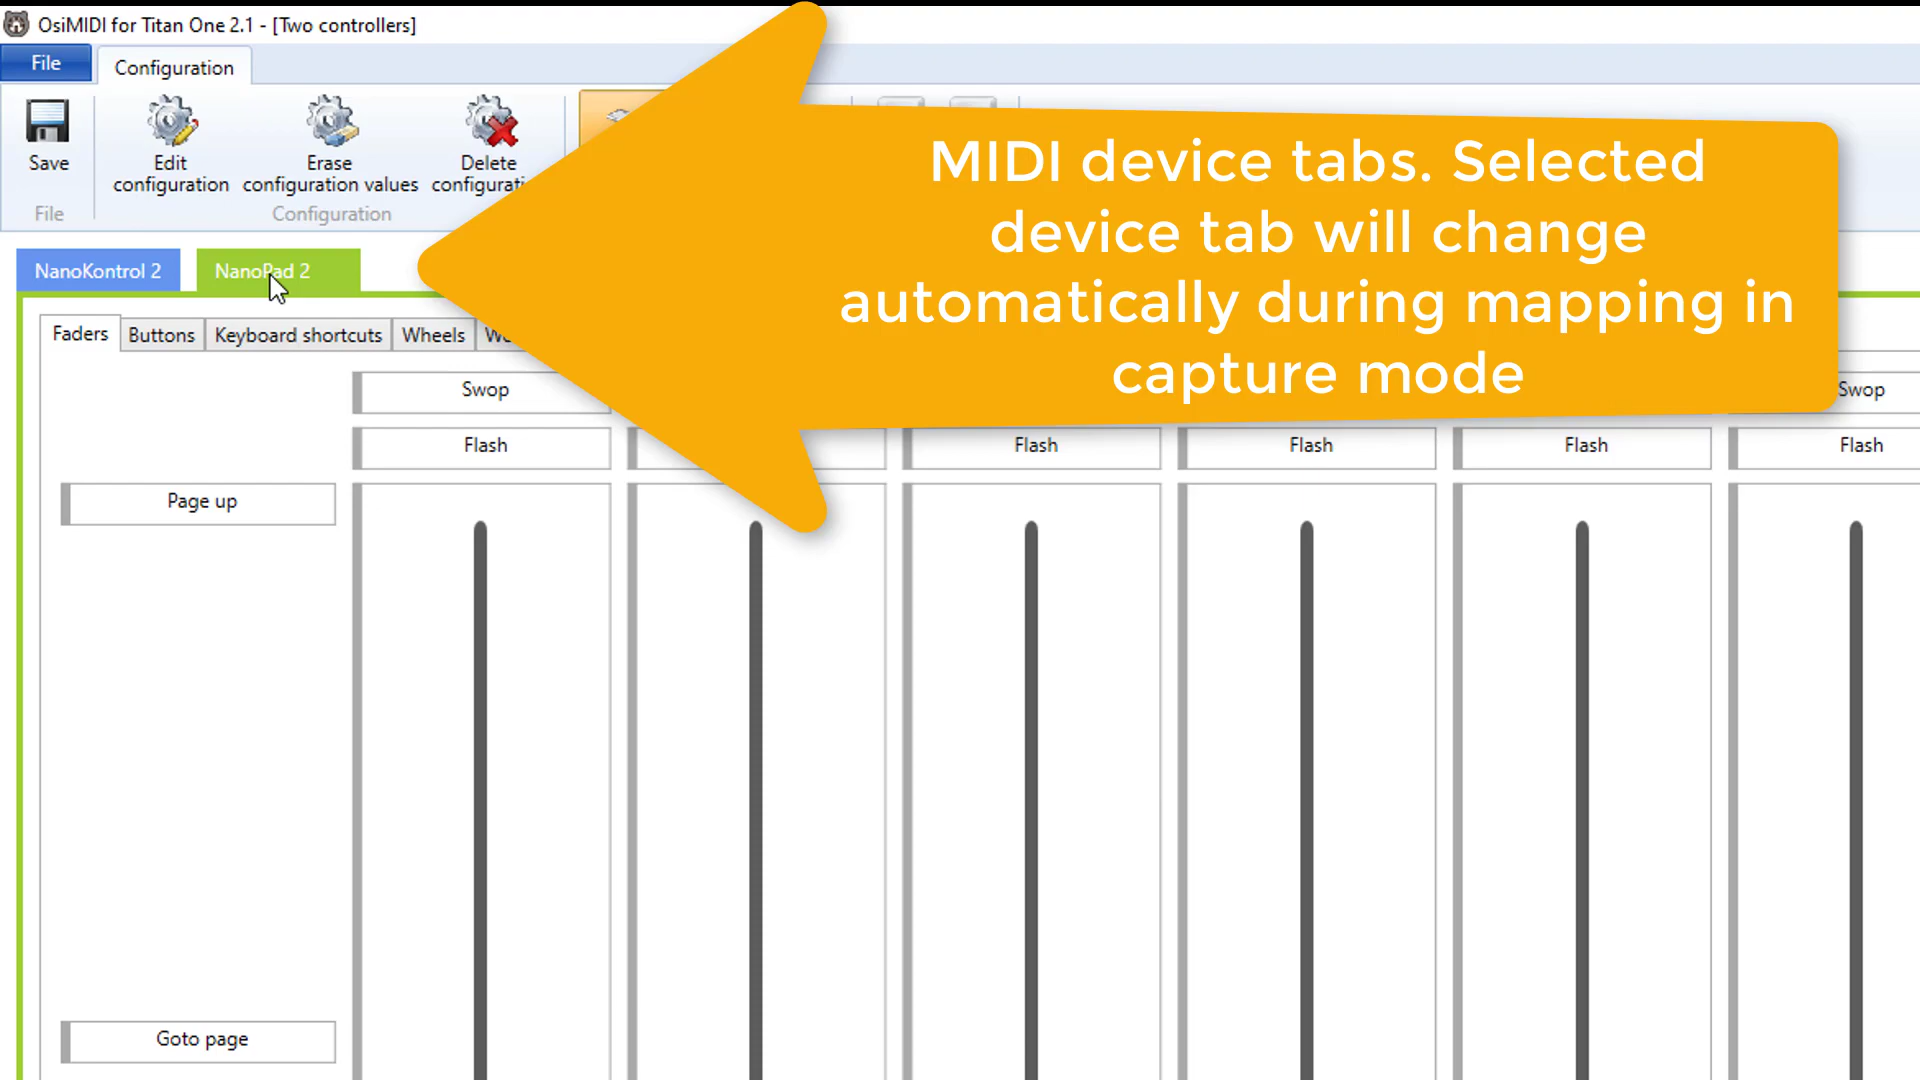 OsiMIDI for Titan One 2.1 - [Two controllers]
File
Configuration
Save
Edit
configuration
Erase
configuration values
Delete
File
Configuration
MIDI device tabs. Selected
device tab will change
automatically during mapping in
capture mode
NanoKontrol 2
NanoPad 2
Faders
Buttons
Keyboard shortcuts
Wheels
Swop
Swop
Flash
Flash
Flash
Flash
Flash
Page up
Goto page